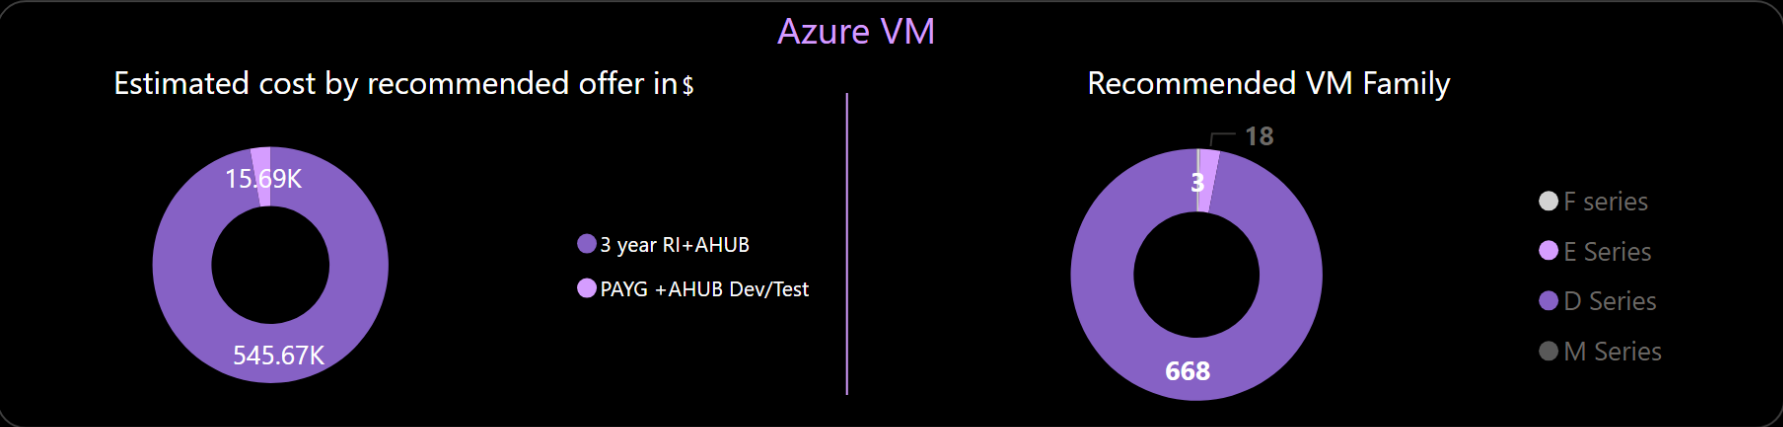 Azure VM
Estimated cost by recommended offer in $
15.69K
545.67K
3 year RI+AHUB
PAYG +AHUB Dev/Test
Recommended VM Family
18
3
668
F series
E Series
D Series
M Series